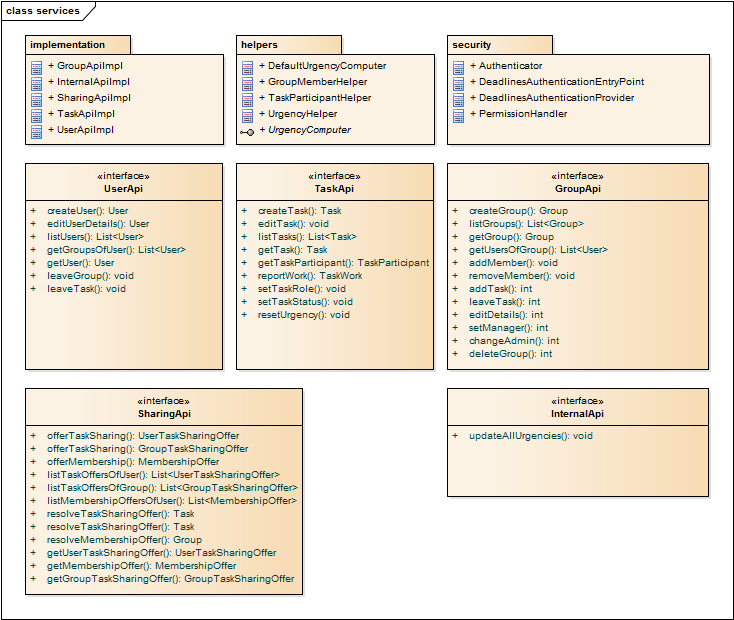 class services
implementation
+ GroupApiImpl
+ InternalApiImpl
+ SharingApiImpl
+ TaskApiImpl
+ UserApiImpl
helpers
+ DefaultUrgencyComputer
+ GroupMemberHelper
+ TaskParticipantHelper
+ UrgencyHelper
+ UrgencyComputer
security
+ Authenticator
+ DeadlinesAuthenticationEntryPoint
+ DeadlinesAuthenticationProvider
+ PermissionHandler
«interface»
UserApi
+ createUser(): User
+ editUserDetails(): User
+ listUsers(): List<User>
+ getGroupsOfUser(): List<User>
+ getUser(): User
+ leaveGroup(): void
+ leaveTask(): void
«interface»
TaskApi
+ createTask(): Task
+ editTask(): void
+ listTasks(): List<Task>
+ getTask(): Task
+ getTaskParticipant(): TaskParticipant
+ reportWork(): TaskWork
+ setTaskRole(): void
+ setTaskStatus(): void
+ resetUrgency(): void
«interface»
GroupApi
+ createGroup(): Group
+ listGroups(): List<Group>
+ getGroup(): Group
+ getUsersOfGroup(): List<User>
+ addMember(): void
+ removeMember(): void
+ addTask(): int
+ leaveTask(): int
+ editDetails(): int
+ setManager(): int
+ changeAdmin(): int
+ deleteGroup(): int
«interface»
SharingApi
+ offerTaskSharing(): UserTaskSharingOffer
+ offerTaskSharing(): GroupTaskSharingOffer
+ offerMembership(): MembershipOffer
+ listTaskOffersOfUser(): List<UserTaskSharingOffer>
+ listTaskOffersOfGroup(): List<GroupTaskSharingOffer>
+ listMembershipOffersOfUser(): List<MembershipOffer>
+ resolveTaskSharingOffer(): Task
+ resolveTaskSharingOffer(): Task
+ resolveMembershipOffer(): Group
+ getUserTaskSharingOffer(): UserTaskSharingOffer
+ getMembershipOffer(): MembershipOffer
+ getGroupTaskSharingOffer(): GroupTaskSharingOffer
«interface»
InternalApi
+ updateAllUrgencies(): void